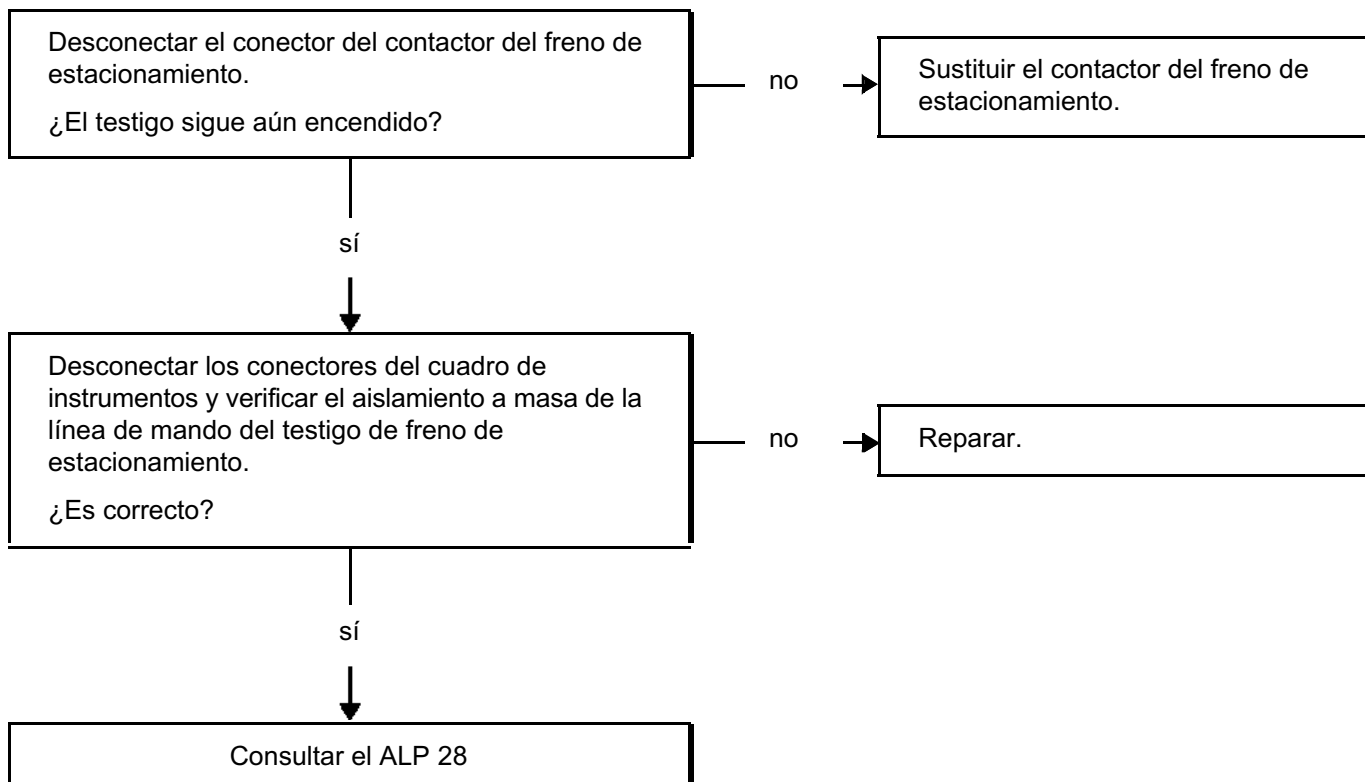 Desconectar el conector del contactor del freno de
estacionamiento.
¿El testigo sigue aún encendido?
no
Sustituir el contactor del freno de
estacionamiento.
sí
Desconectar los conectores del cuadro de
instrumentos y verificar el aislamiento a masa de la
línea de mando del testigo de freno de
estacionamiento.
¿Es correcto?
no
Reparar.
sí
Consultar el ALP 28